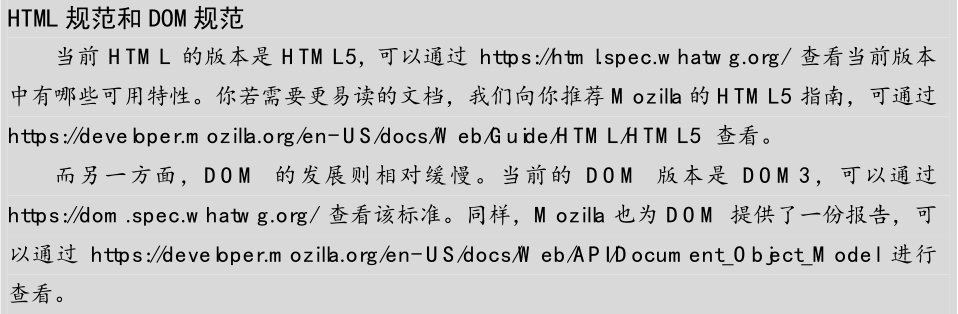 HTML 规范和 DOM 规范
当前 HTML 的版本是 HTML5，可以通过 https://html.spec.whatwg.org/ 查看当前版本
中有哪些可用特性。你若需要更易读的文档，我们向你推荐 Mozilla 的 HTML5 指南，可通过
https://developer.mozilla.org/en-US/docs/Web/Guide/HTML/HTML5 查看。
而另一方面，DOM 的发展则相对缓慢。当前的 DOM 版本是 DOM3，可以通过
https://dom.spec.whatwg.org/ 查看该标准。同样，Mozilla 也为 DOM 提供了一份报告，可
以通过 https://developer.mozilla.org/en-US/docs/Web/API/Document_Object_Model 进行
查看。